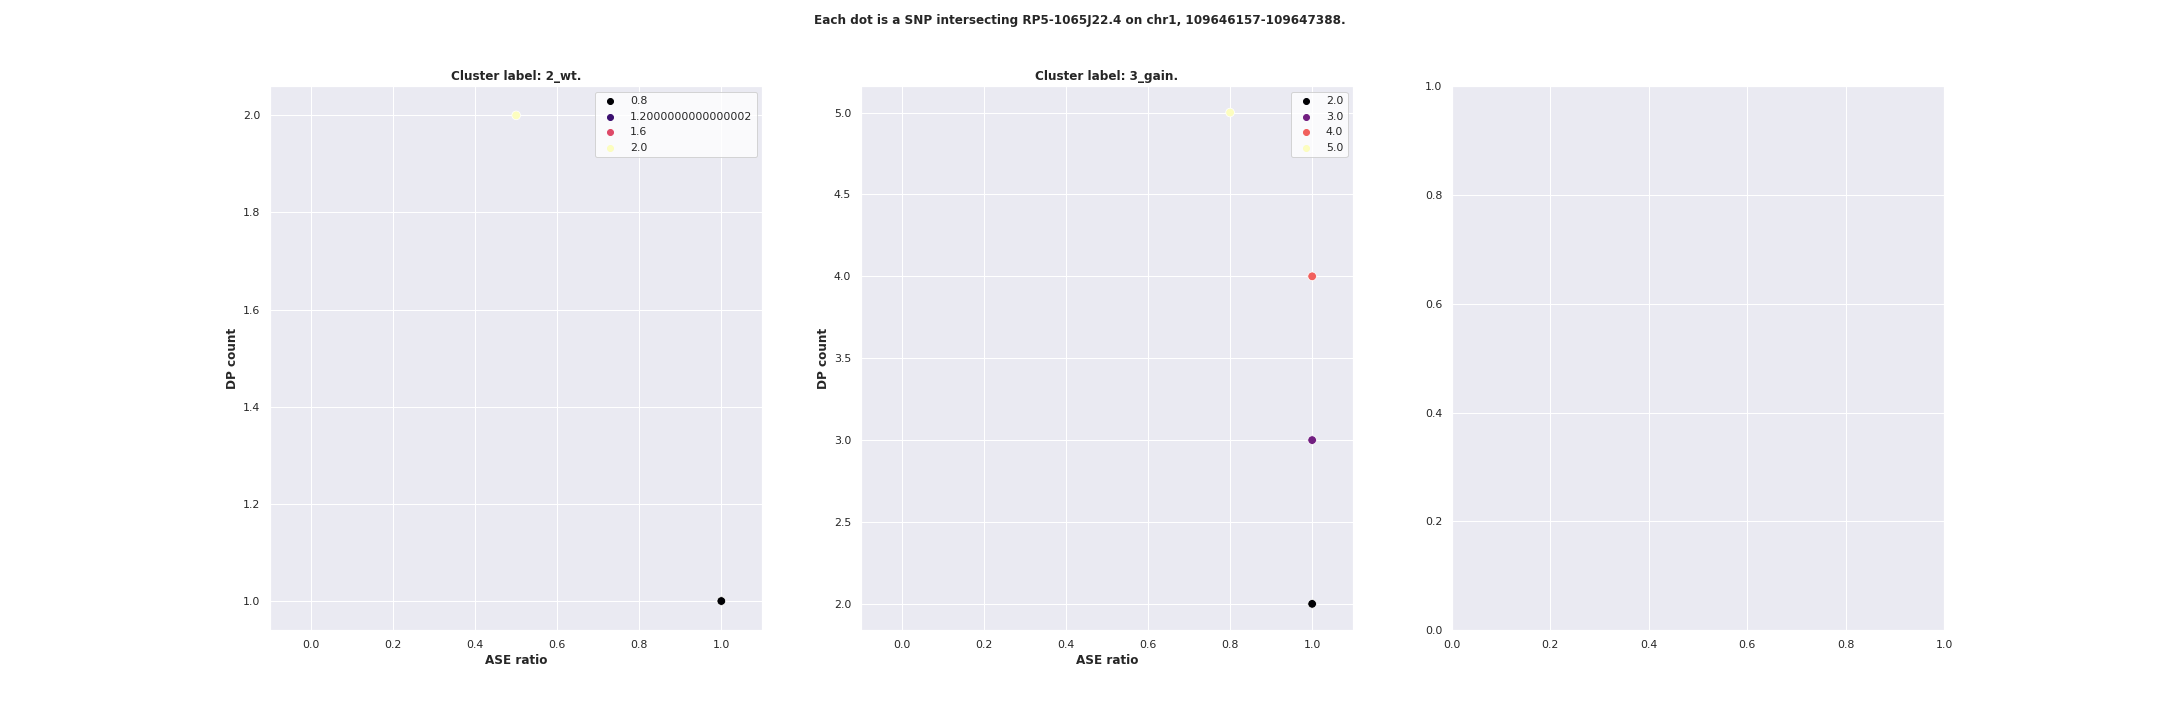 Each dot is a SNP intersecting RP5-1065J22.4 on chr1, 109646157-109647388.
Cluster label: 2_wt.
2.0
1.8
1.6
1.4
1.2
1.0
DP count
0.8
1.2000000000000002
1.6
2.0
0.0 0.2 0.4 0.6 0.8 1.0
ASE ratio
Cluster label: 3_gain.
5.0
4.5
4.0
3.5
3.0
2.5
2.0
DP count
2.0
3.0
4.0
5.0
0.0 0.2 0.4 0.6 0.8 1.0
ASE ratio
1.0
0.8
0.6
0.4
0.2
0.0
0.0 0.2 0.4 0.6 0.8 1.0